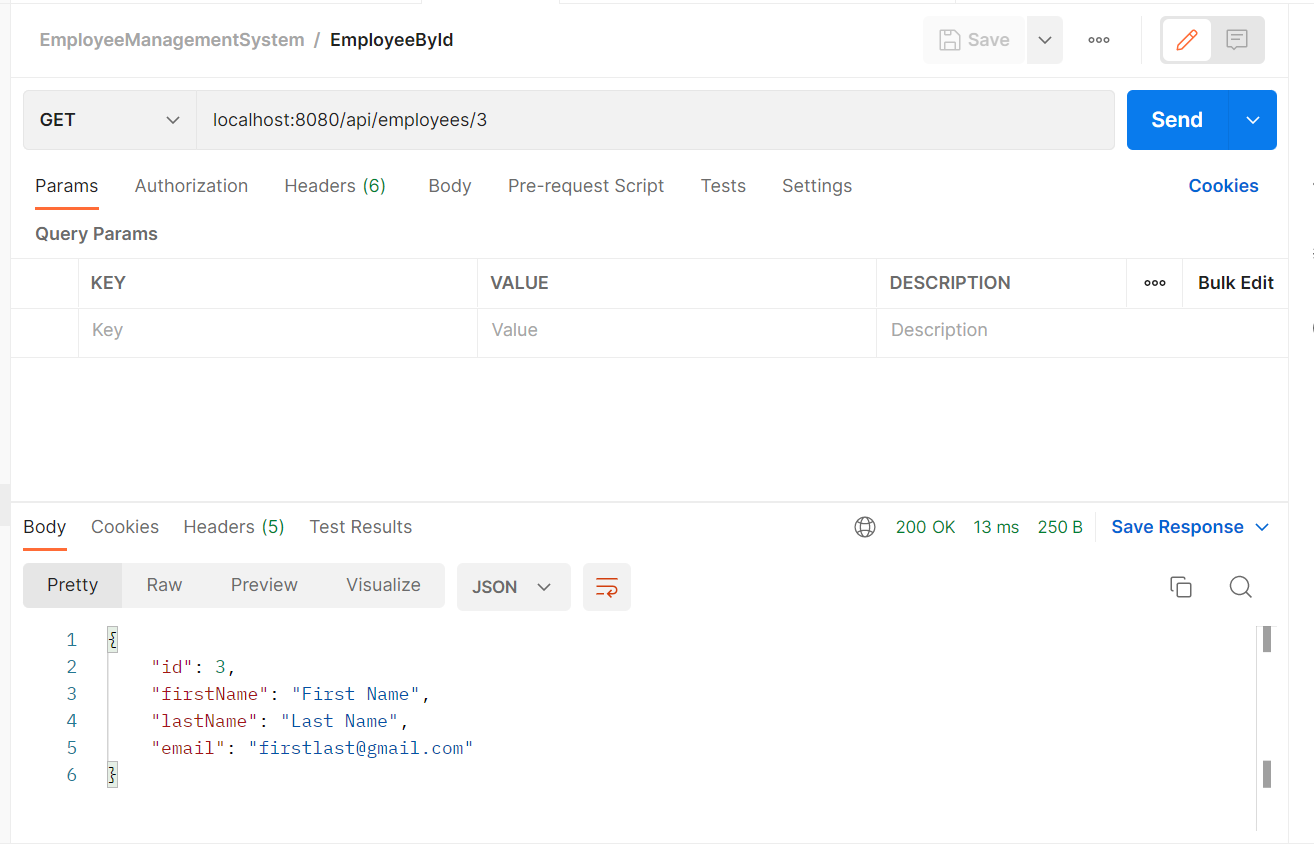 EmployeeManagementSystem / EmployeeById Save
GET localhost:8080/api/employees/3 Send
Params Authorization Headers (6) Body Pre-request Script Tests Settings Cookies
Query Params
KEY VALUE DESCRIPTION Bulk Edit
Key Value Description
Body Cookies Headers (5) Test Results 200 OK 13 ms 250 B Save Response
Pretty Raw Preview Visualize JSON
1 {
2 "id": 3,
3 "firstName": "First Name",
4 "lastName": "Last Name",
5 "email": "firstlast@gmail.com"
6 }